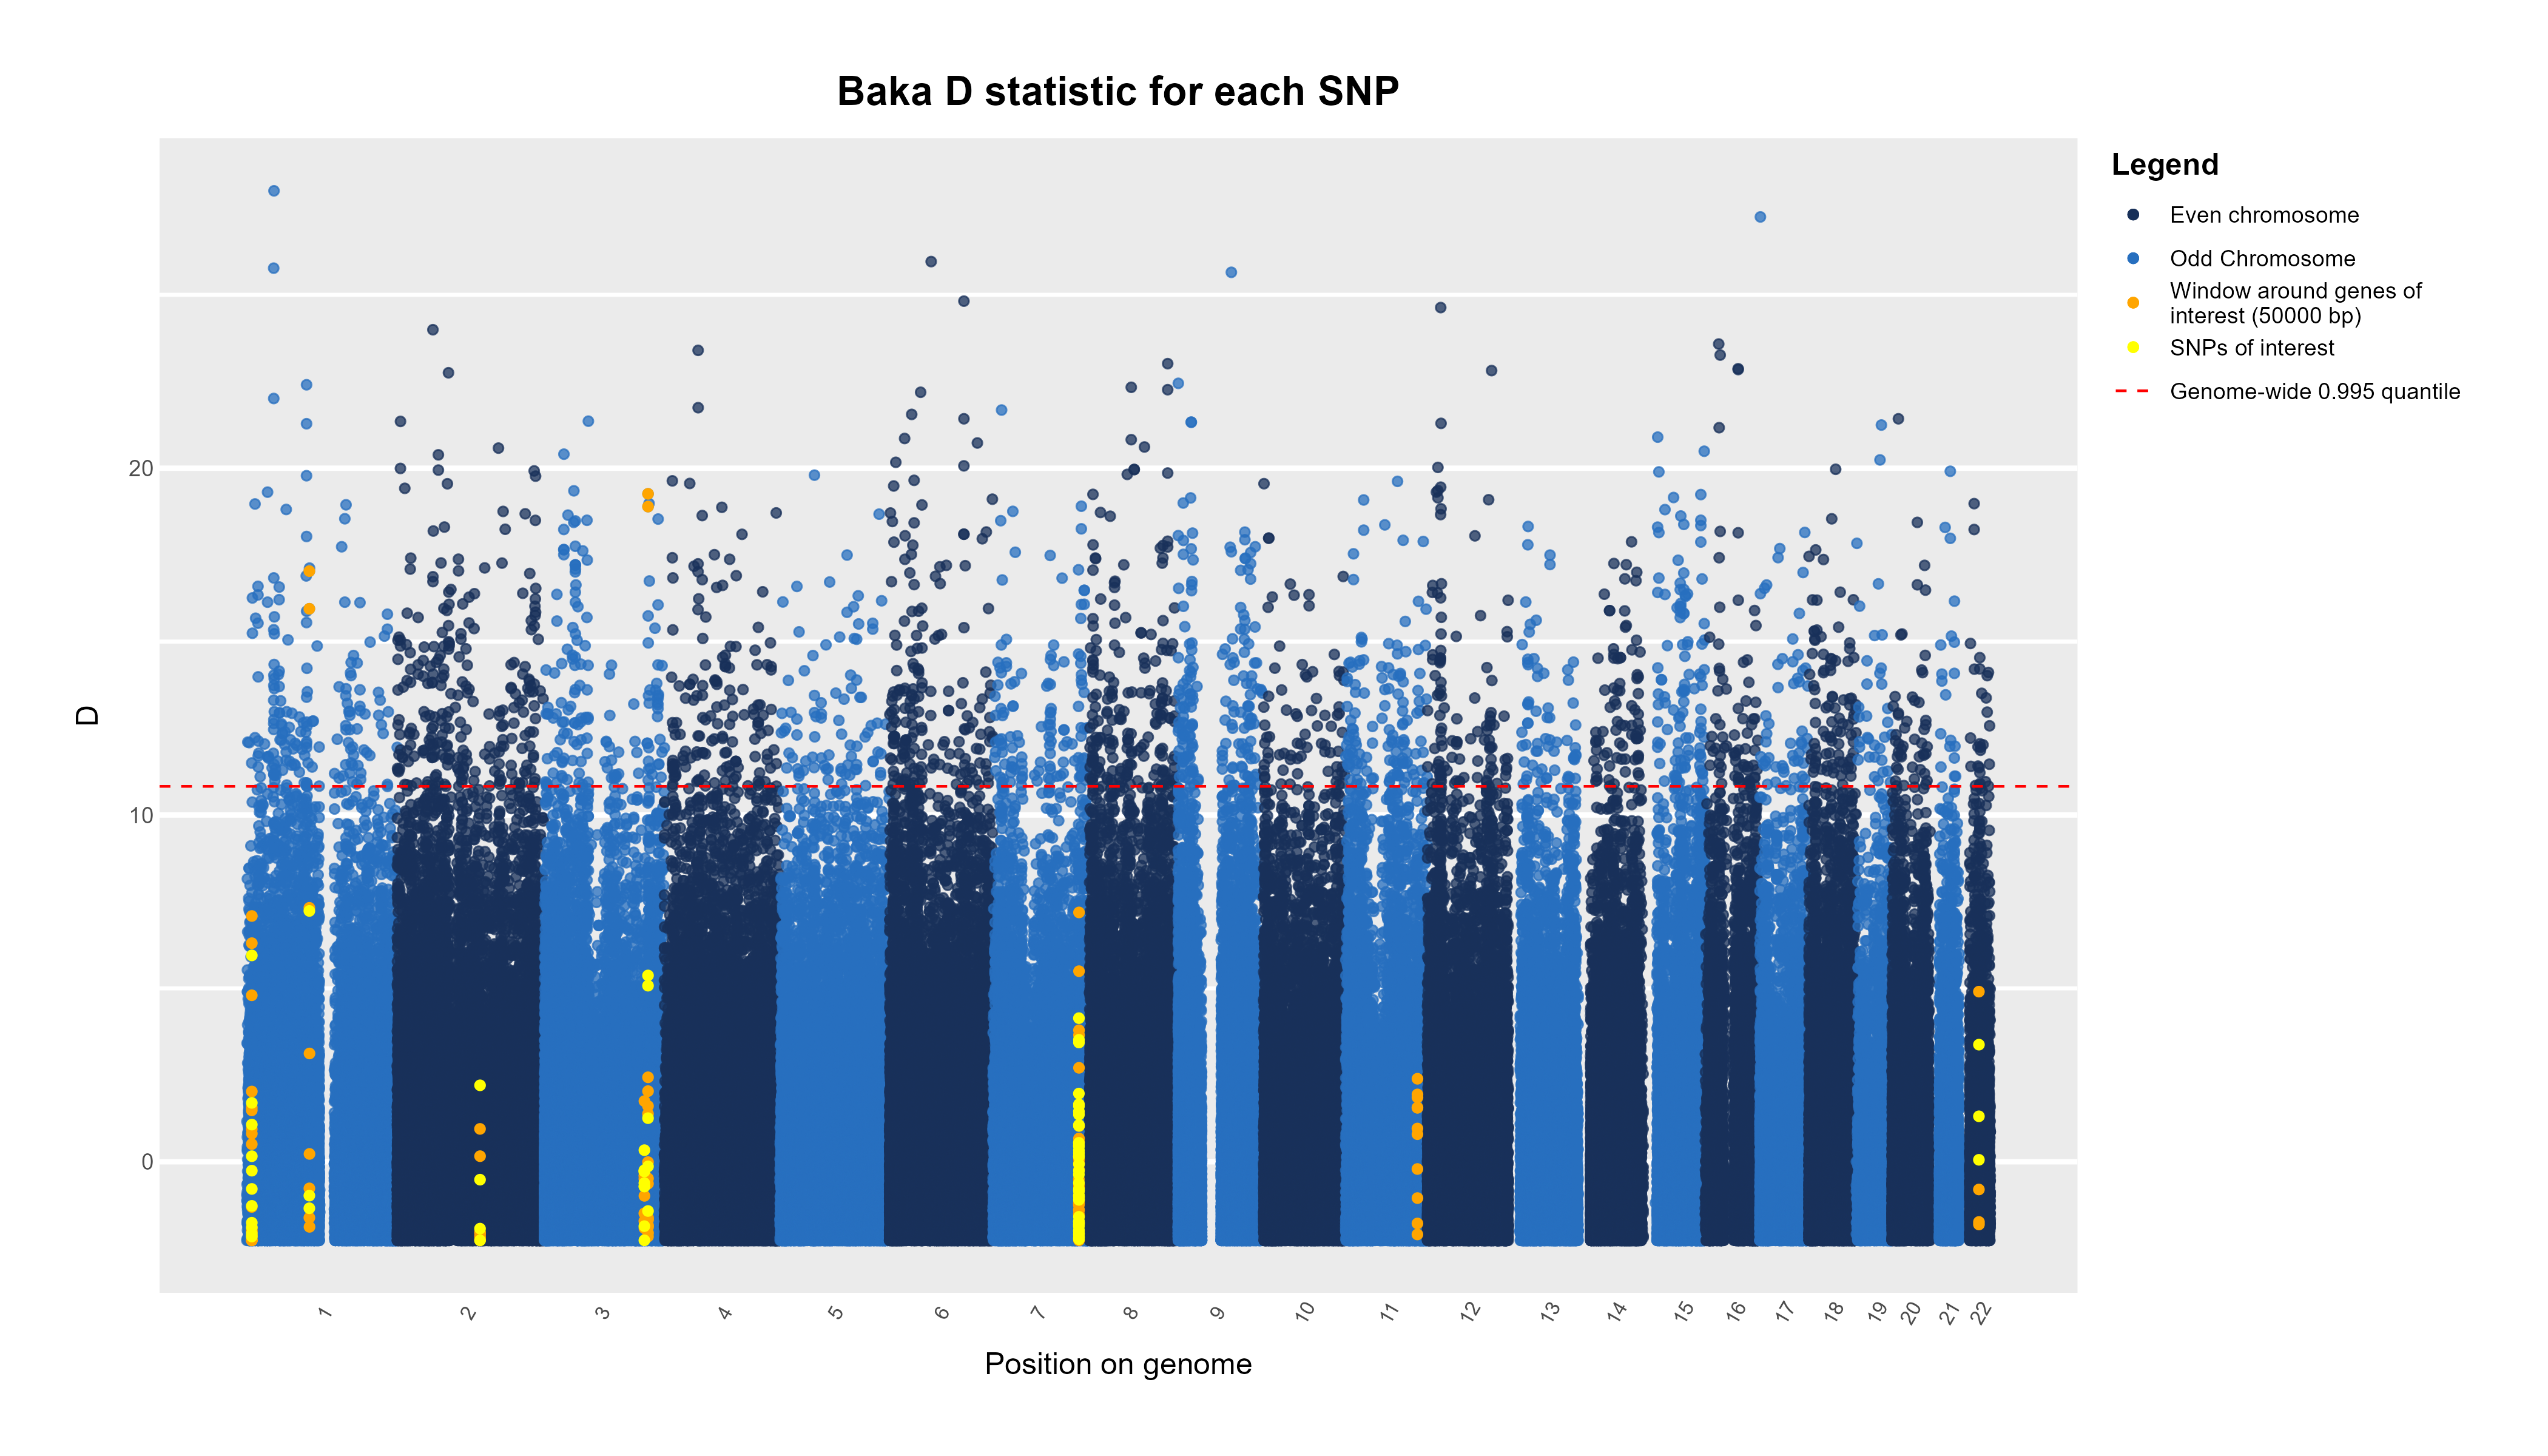 Baka D statistic for each SNP
Legend
Even chromosome
Odd Chromosome
Window around genes of
interest (50000 bp)
SNPs of interest
Genome-wide 0.995 quantile
D
20
10
0
1 2 3 4 5 6 7 8 9 10 11 12 13 14 15 16 17 18 19 20 21 22
Position on genome